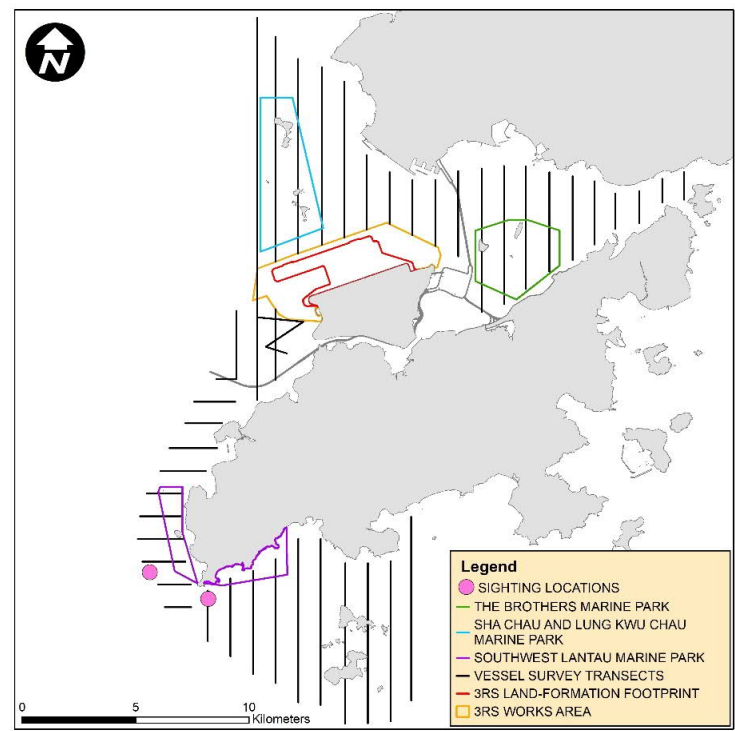 N
Legend
SIGHTING LOCATIONS
THE BROTHERS MARINE PARK
SHA CHAU AND LUNG KWU CHAU
MARINE PARK
SOUTHWEST LANTAU MARINE PARK
VESSEL SURVEY TRANSECTS
3RS LAND-FORMATION FOOTPRINT
3RS WORKS AREA
0 5 10
Kilometers